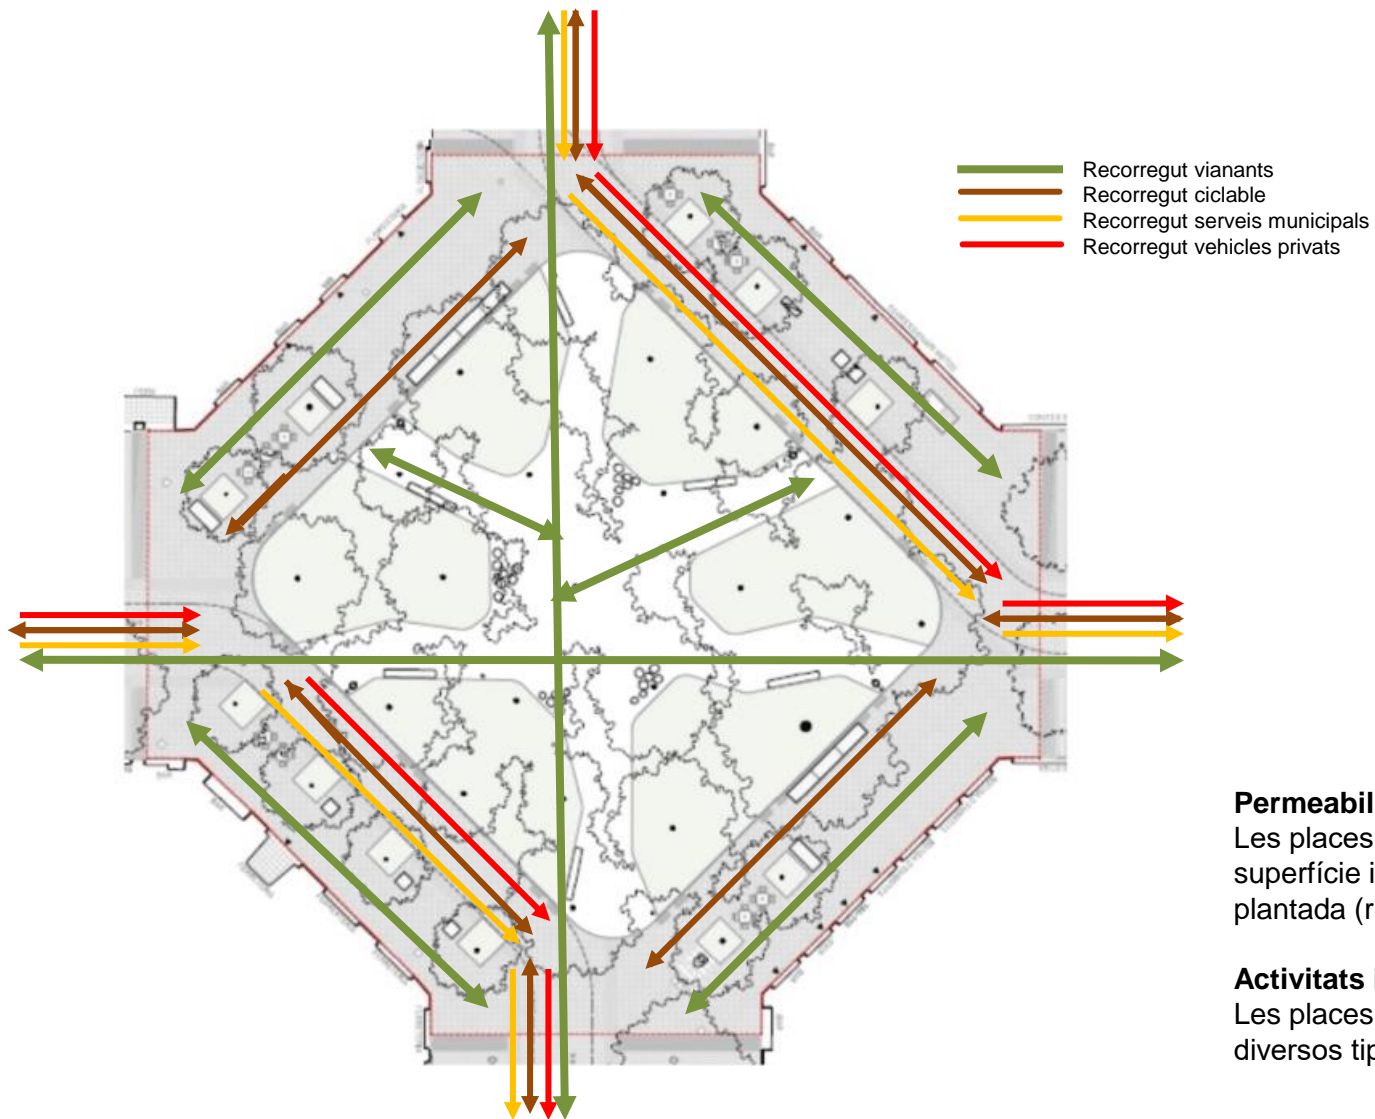 Recorregut vianants
Recorregut ciclable
Recorregut serveis municipals
Recorregut vehicles privats
Permeabil
Les places
superfície i
plantada (r
Activitats i
Les places
diversos tip